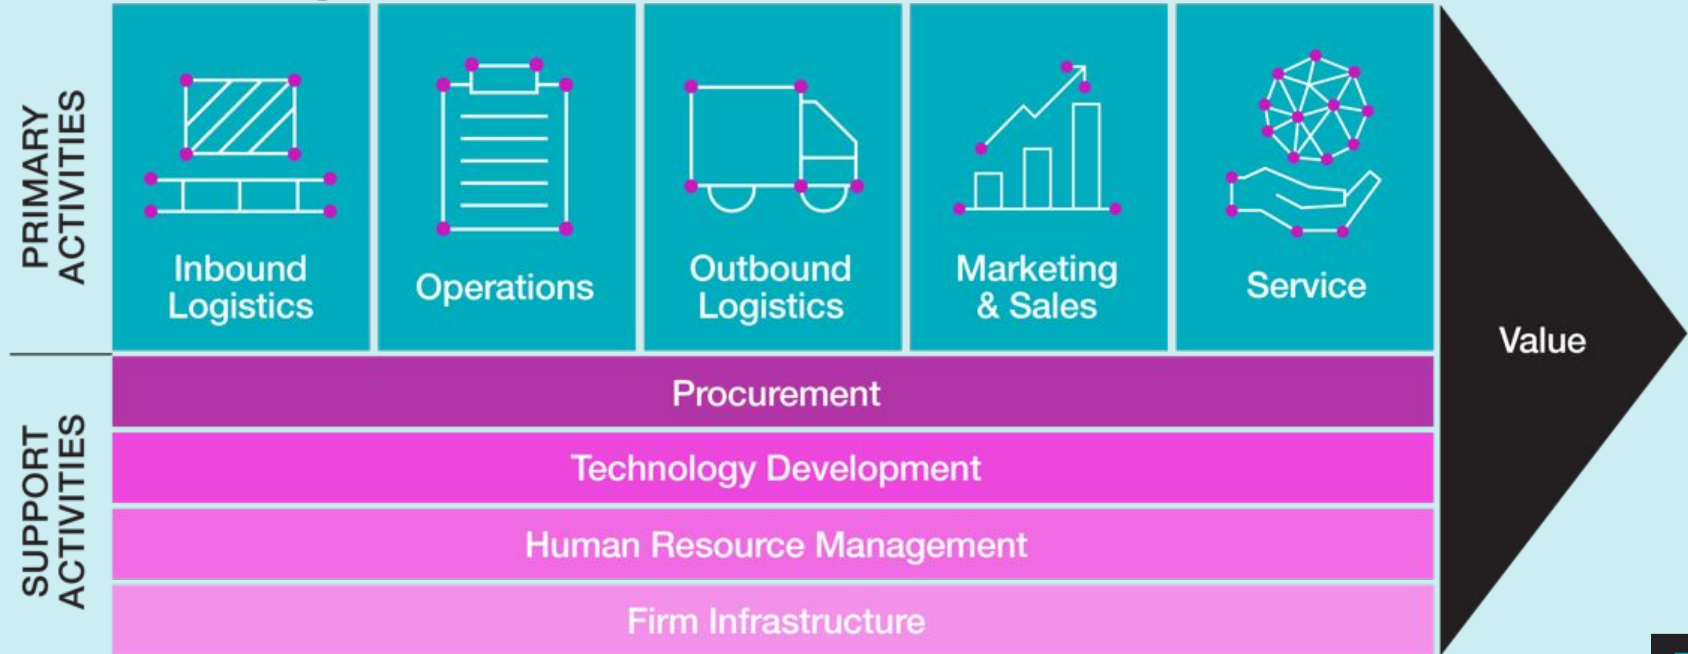 PRIMARY
ACTIVITIES
Inbound
Logistics
Operations
Outbound
Logistics
Marketing
& Sales
Service
Value
SUPPORT
ACTIVITIES
Procurement
Technology Development
Human Resource Management
Firm Infrastructure